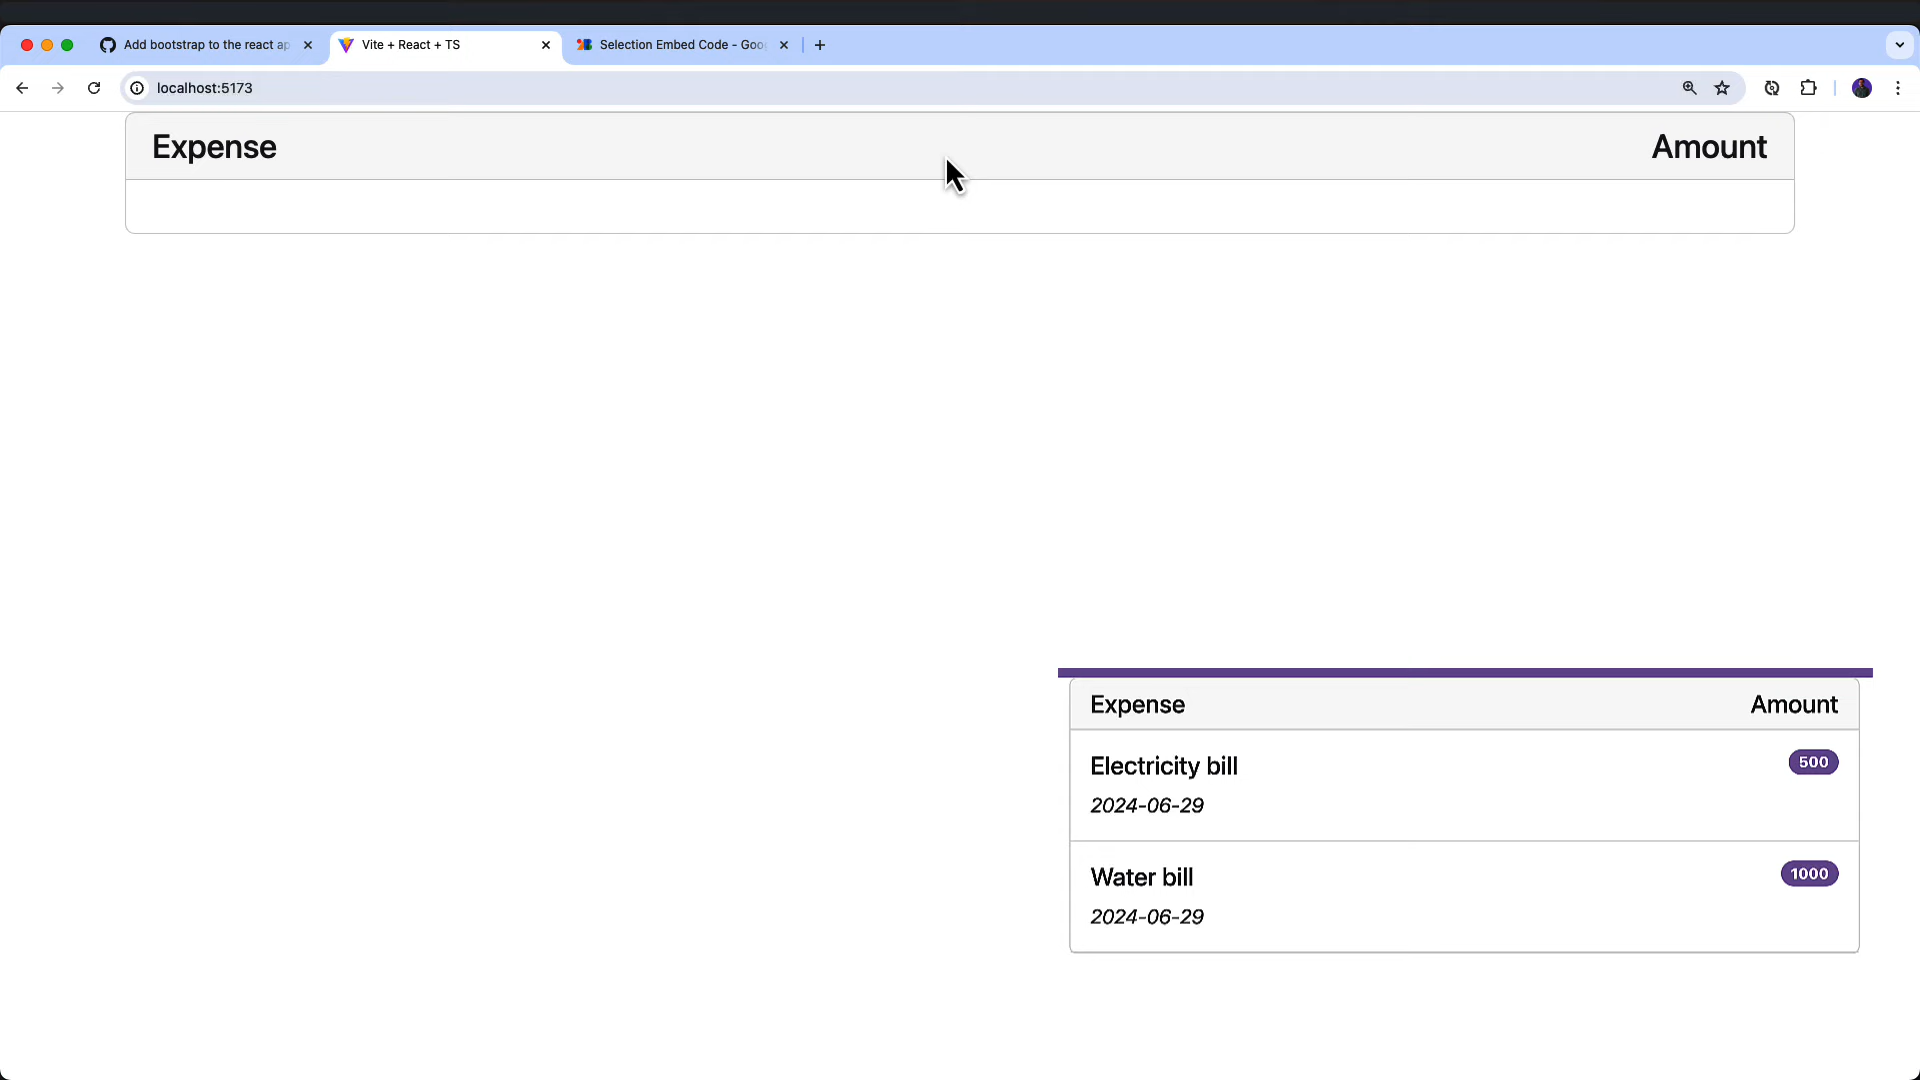 Add bootstrap to the react ap
Vite + React + TS
Selection Embed Code - Goo
localhost:5173
Expense Amount
Expense Amount
Electricity bill 500
2024-06-29
Water bill 1000
2024-06-29